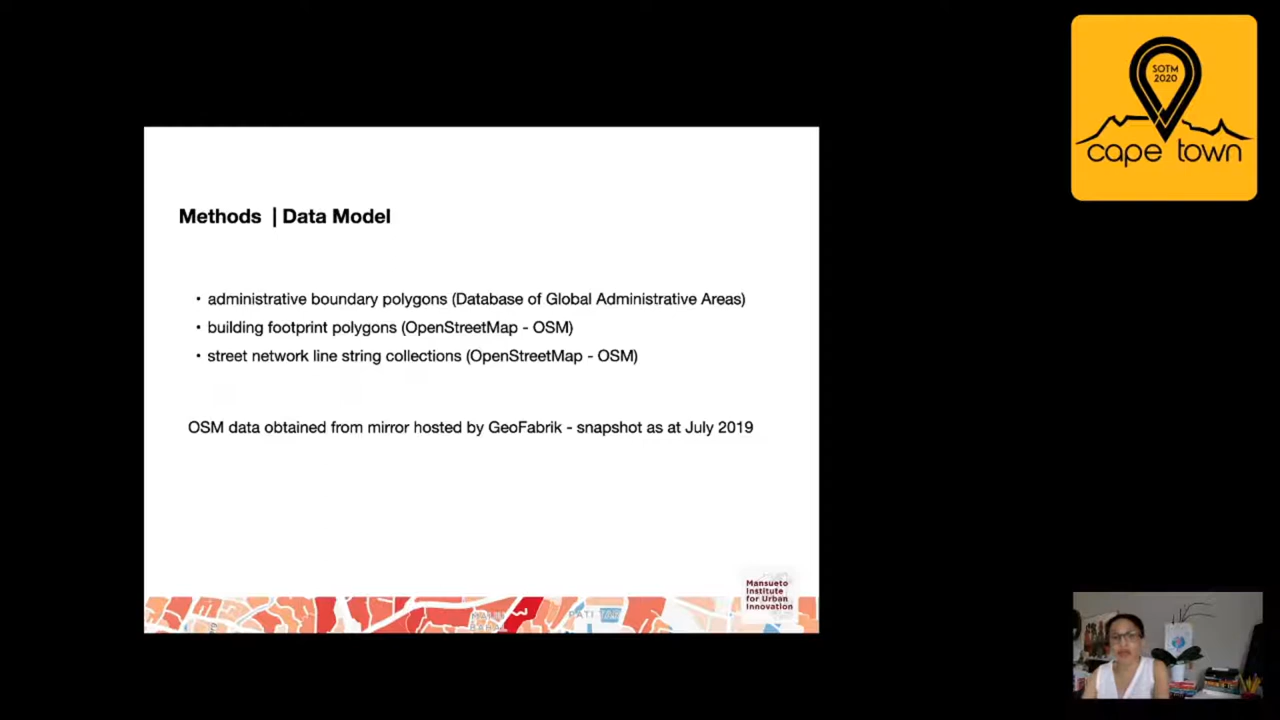 SOTM
2020
cape town
Methods | Data Model
• administrative boundary polygons (Database of Global Administrative Areas)
• building footprint polygons (OpenStreetMap - OSM)
• street network line string collections (OpenStreetMap - OSM)
OSM data obtained from mirror hosted by GeoFabrik - snapshot as at July 2019
Mansueto
Institute
for Urban
Innovation